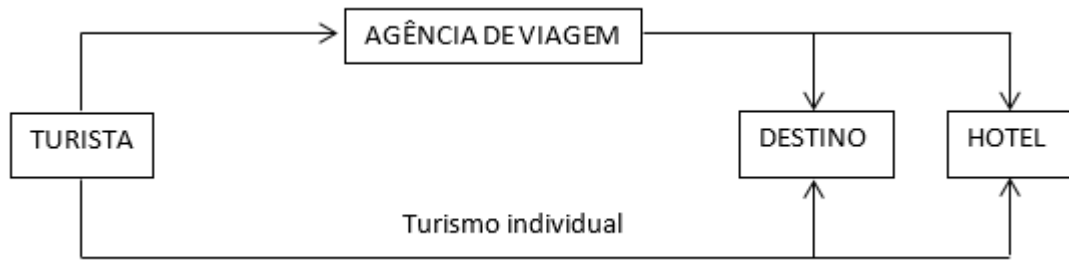 AGÊNCIA DE VIAGEM
TURISTA
DESTINO
HOTEL
Turismo individual